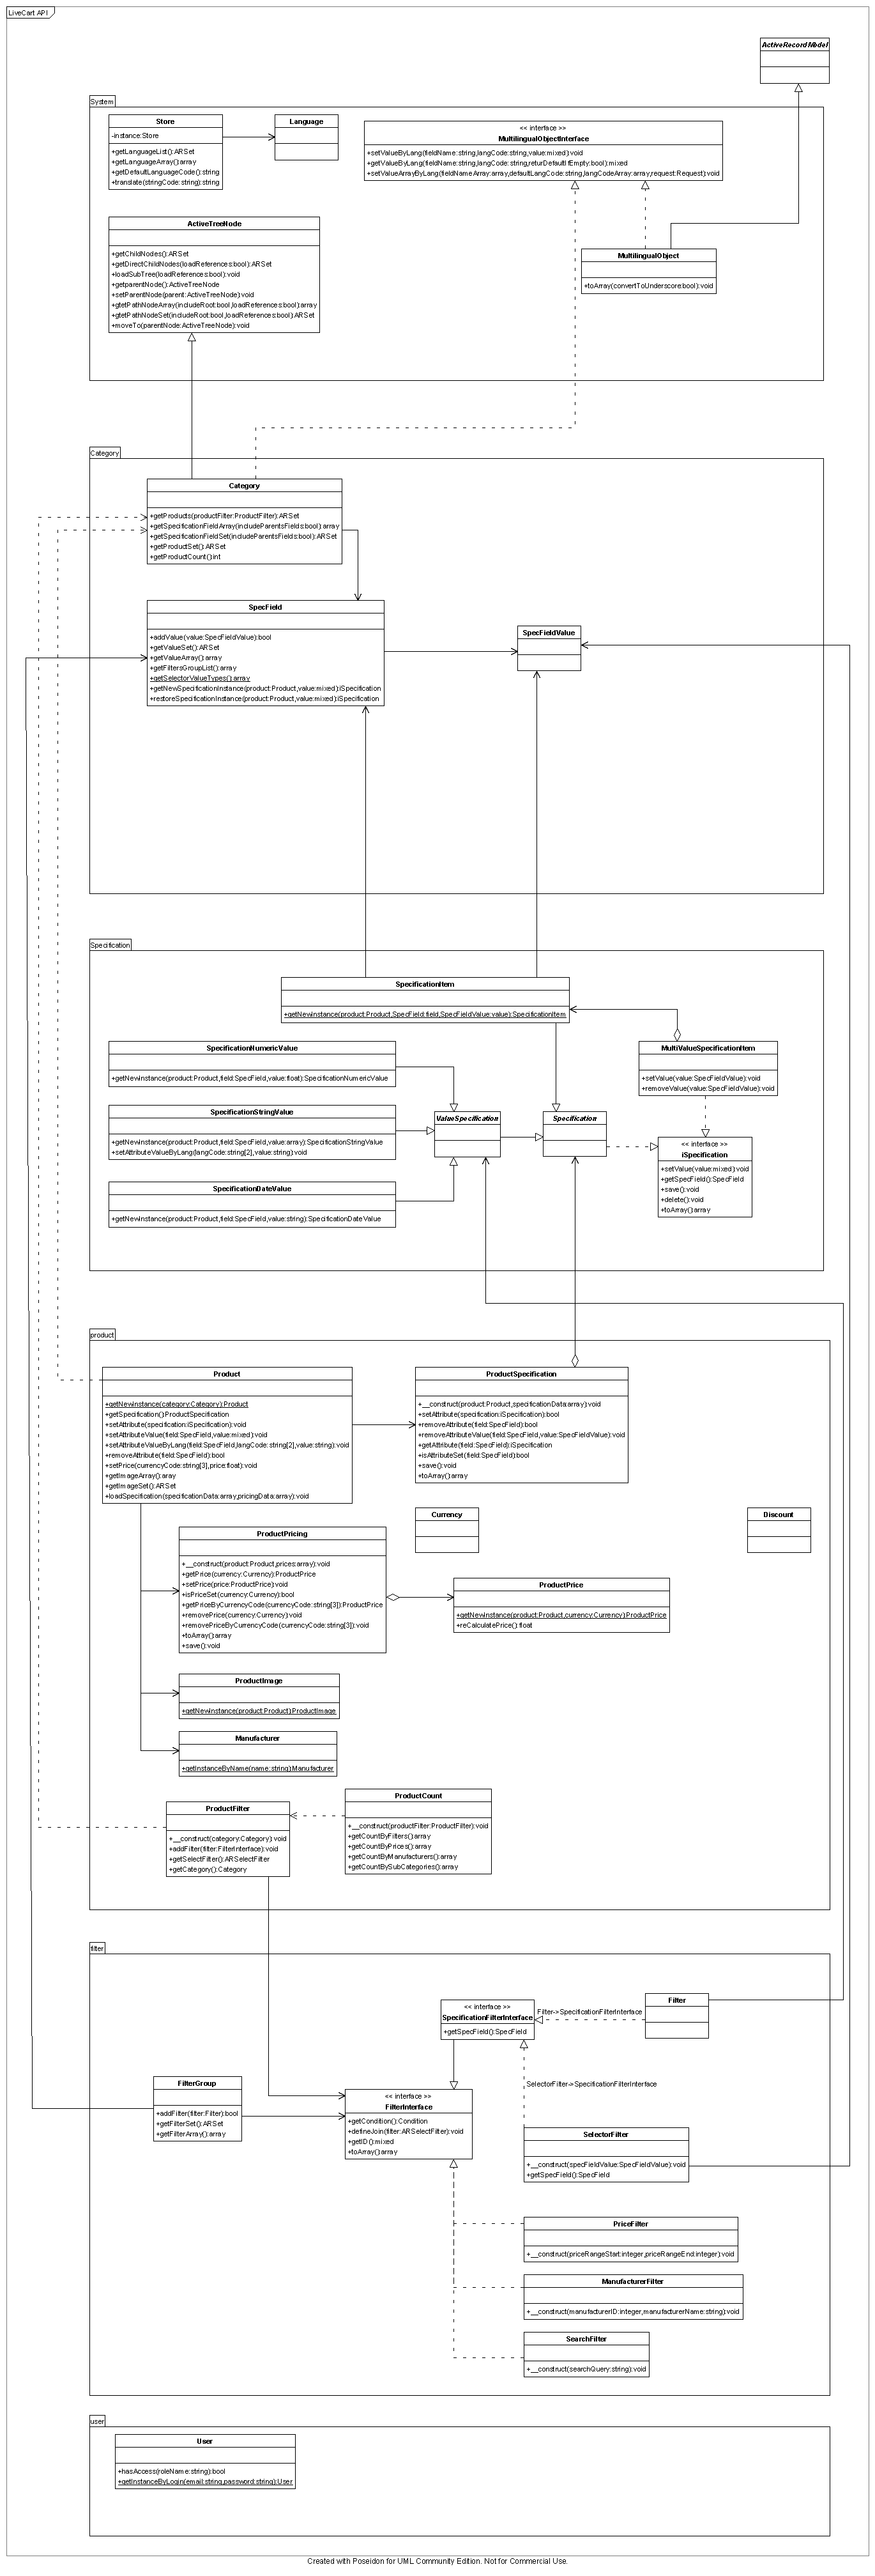 LiveCart API
ActiveRecordModel
System
Store
-instance:Store
+getLanguageList():ARSet
+getLanguageArray():array
+getDefaultLanguageCode():string
+translate(stringCode:string):string
Language
<< interface >>
MultilingualObjectInterface
+setValueByLang(fieldName:string,langCode:string,value:mixed):void
+getValueByLang(fieldName:string,langCode:string,returDefaultIfEmpty:bool):mixed
+setValueArrayByLang(fieldNameArray:array,defaultLangCode:string,langCodeArray:array,request:Request):void
ActiveTreeNode
+getChildNodes():ARSet
+getDirectChildNodes(loadReferences:bool):ARSet
+loadSubTree(loadReferences:bool):void
+getparentNode():ActiveTreeNode
+setParentNode(parent:ActiveTreeNode):void
+gtetPathNodeArray(includeRoot:bool,loadReferences:bool):array
+gtetPathNodeSet(includeRoot:bool,loadReferences:bool):ARSet
+moveTo(parentNode:ActiveTreeNode):void
MultilingualObject
+toArray(convertToUnderscore:bool):void
Category
Category
+getProducts(productFilter:ProductFilter):ARSet
+getSpecificationFieldArray(includeParentsFields:bool):array
+getSpecificationFieldSet(includeParentsFields:bool):ARSet
+getProductSet():ARSet
+getProductCount():int
SpecField
+addValue(value:SpecFieldValue):bool
+getValueSet():ARSet
+getValueArray():array
+getFiltersGroupList():array
+getSelectorValueTypes():array
+getNewSpecificationInstance(product:Product,value:mixed):iSpecification
+restoreSpecificationInstance(product:Product,value:mixed):iSpecification
SpecFieldValue
Specification
SpecificationItem
+getNewInstance(product:Product,SpecField:field,SpecFieldValue:value):SpecificationItem
SpecificationNumericValue
+getNewInstance(product:Product,field:SpecField,value:float):SpecificationNumericValue
MultiValueSpecificationItem
+setValue(value:SpecFieldValue):void
+removeValue(value:SpecFieldValue):void
SpecificationStringValue
+getNewInstance(product:Product,field:SpecField,value:array):SpecificationStringValue
+setAttributeValueByLang(langCode:string[2],value:string):void
ValueSpecification
Specification
<< interface >>
iSpecification
+setValue(value:mixed):void
+getSpecField():SpecField
+save():void
+delete():void
+toArray():array
SpecificationDateValue
+getNewInstance(product:Product,field:SpecField,value:string):SpecificationDateValue
product
Product
+getNewInstance(category:Category):Product
+getSpecification():ProductSpecification
+setAttribute(specification:iSpecification):void
+setAttributeValue(field:SpecField,value:mixed):void
+setAttributeValueByLang(field:SpecField,langCode: string[2],value:string):void
+removeAttribute(field:SpecField):bool
+setPrice(currencyCode:string[3],price:float):void
+getImageArray():aray
+getImageSet():ARSet
+loadSpecification(specificationData:array,pricingData:array):void
ProductSpecification
+__construct(product:Product,specificationData:array):void
+setAttribute(specification:iSpecification):bool
+removeAttribute(field:SpecField):bool
+removeAttributeValue(field:SpecField,value:SpecFieldValue):void
+getAttribute(field:SpecField):iSpecification
+isAttributeSet(field:SpecField):bool
+save():void
+toArray():array
Currency
Discount
ProductPricing
+__construct(product:Product,prices:array):void
+getPrice(currency:Currency):ProductPrice
+setPrice(price:ProductPrice):void
+isPriceSet(currency:Currency):bool
+getPriceByCurrencyCode(currencyCode:string[3]):ProductPrice
+removePrice(currency:Currency):void
+removePriceByCurrencyCode(currencyCode:string[3]):void
+toArray():array
+save():void
ProductPrice
+getNewInstance(product:Product,currency:Currency):ProductPrice
+reCalculatePrice():float
ProductImage
+getNewInstance(product:Product):ProductImage
Manufacturer
+getInstanceByName(name:string):Manufacturer
ProductFilter
+__construct(category:Category):void
+addFilter(filter:FilterInterface):void
+getSelectFilter():ARSelectFilter
+getCategory():Category
ProductCount
+__construct(productFilter:ProductFilter):void
+getCountByFilters():array
+getCountByPrices():array
+getCountByManufacturers():array
+getCountBySubCategories():array
filter
<< interface >>
SpecificationFilterInterface
+getSpecField():SpecField
Filter->SpecificationFilterInterface
Filter
SelectorFilter->SpecificationFilterInterface
FilterGroup
+addFilter(filter:Filter):bool
+getFilterSet():ARSet
+getFilterArray():array
<< interface >>
FilterInterface
+getCondition():Condition
+defineJoin(filter:ARSelectFilter):void
+getID():mixed
+toArray():array
SelectorFilter
+__construct(specFieldValue:SpecFieldValue):void
+getSpecField():SpecField
PriceFilter
+__construct(priceRangeStart:integer,priceRangeEnd:integer):void
ManufacturerFilter
+__construct(manufacturerID:integer,manufacturerName:string):void
SearchFilter
+__construct(searchQuery:string):void
user
User
+hasAccess(roleName:string):bool
+getInstanceByLogin(email:string,password:string):User
Created with Poseidon for UML Community Edition. Not for Commercial Use.